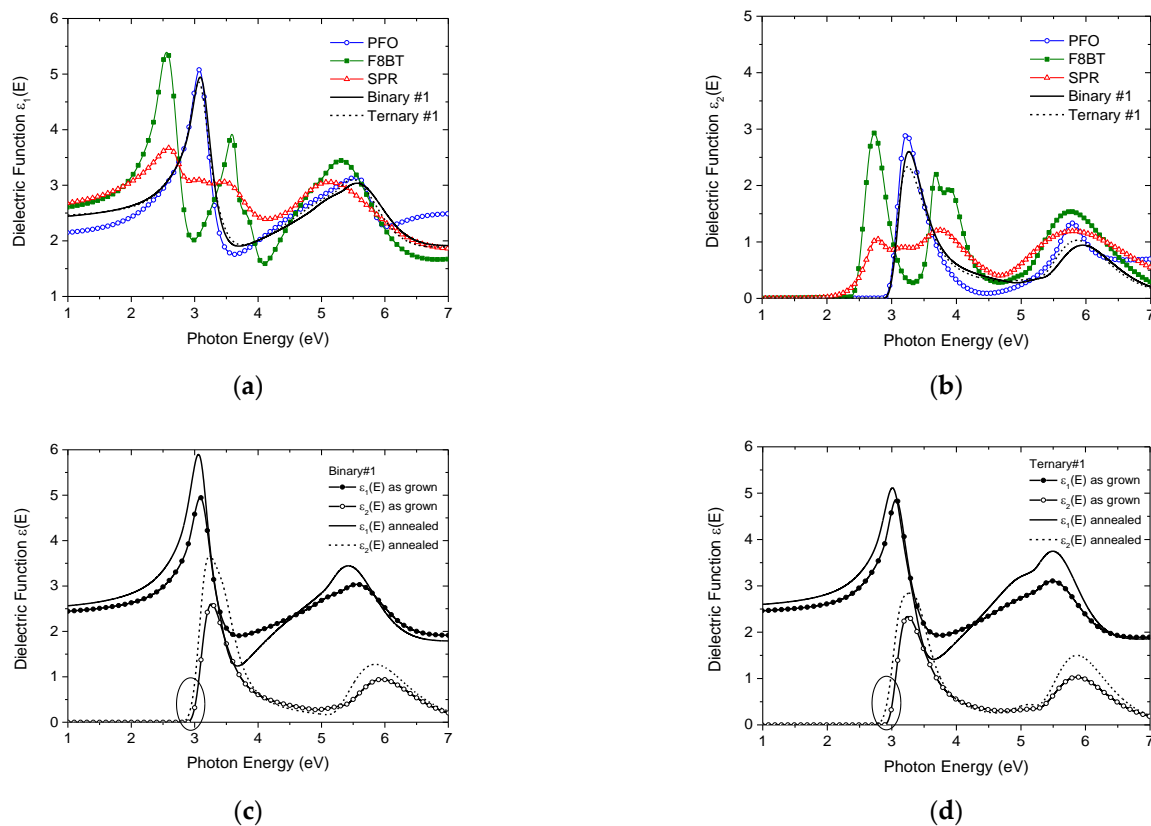 6
5
4
3
2
1
1 2 3 4 5 6 7
Dielectric Function ε₁(E)
Photon Energy (eV)
PFO
F8BT
SPR
Binary #1
Ternary #1
(a)
5
4
3
2
1
0
1 2 3 4 5 6 7
Dielectric Function ε₂(E)
Photon Energy (eV)
PFO
F8BT
SPR
Binary #1
Ternary #1
(b)
6
5
4
3
2
1
0
1 2 3 4 5 6 7
Dielectric Function ε(E)
Photon Energy (eV)
Binary#1
ε₁(E) as grown
ε₂(E) as grown
ε₁(E) annealed
ε₂(E) annealed
(c)
6
5
4
3
2
1
0
1 2 3 4 5 6 7
Dielectric Function ε(E)
Photon Energy (eV)
Ternary#1
ε₁(E) as grown
ε₂(E) as grown
ε₁(E) annealed
ε₂(E) annealed
(d)